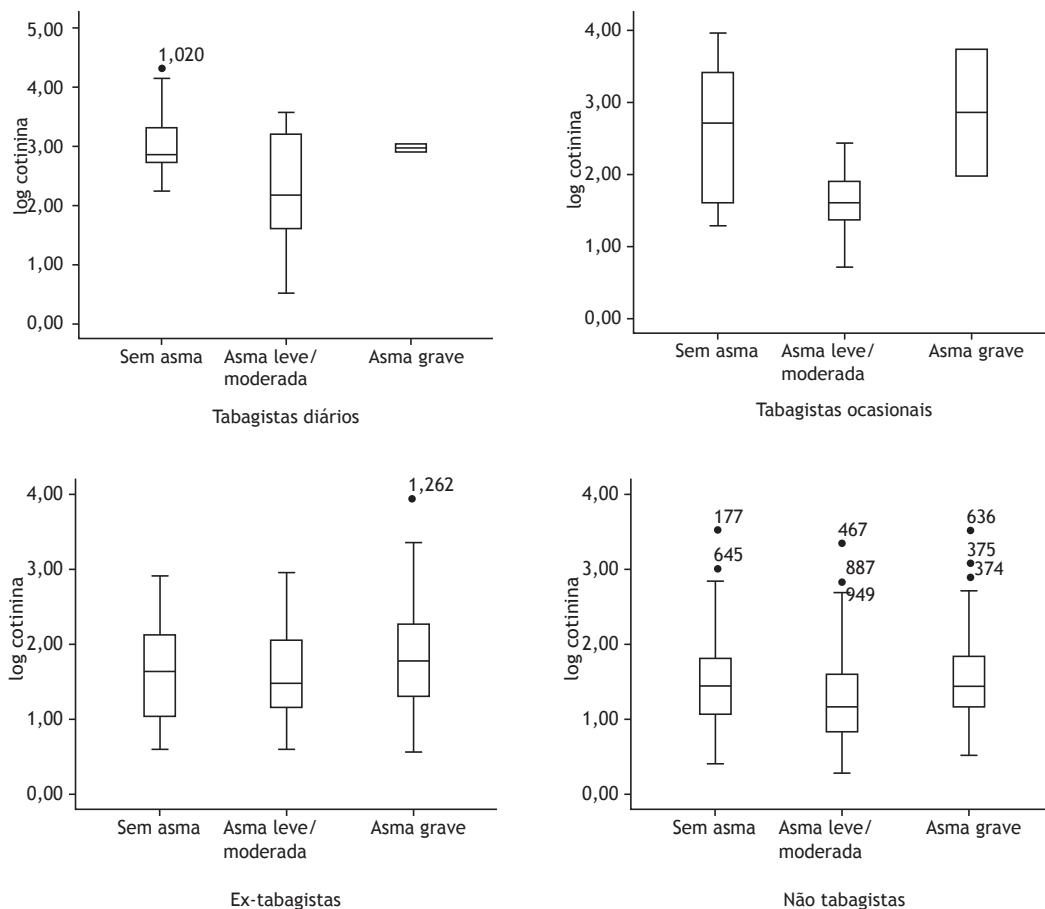 5,00
4,00
3,00
2,00
1,00
0,00
log cotinina
1,020
Sem asma
Asma leve/
moderada
Asma grave
Tabagistas diários
4,00
3,00
2,00
1,00
0,00
log cotinina
Sem asma
Asma leve/
moderada
Asma grave
Tabagistas ocasionais
4,00
3,00
2,00
1,00
0,00
log cotinina
1,262
Sem asma
Asma leve/
moderada
Asma grave
Ex-tabagistas
4,00
3,00
2,00
1,00
0,00
log cotinina
177
645
467
887
949
636
375
374
Sem asma
Asma leve/
moderada
Asma grave
Não tabagistas